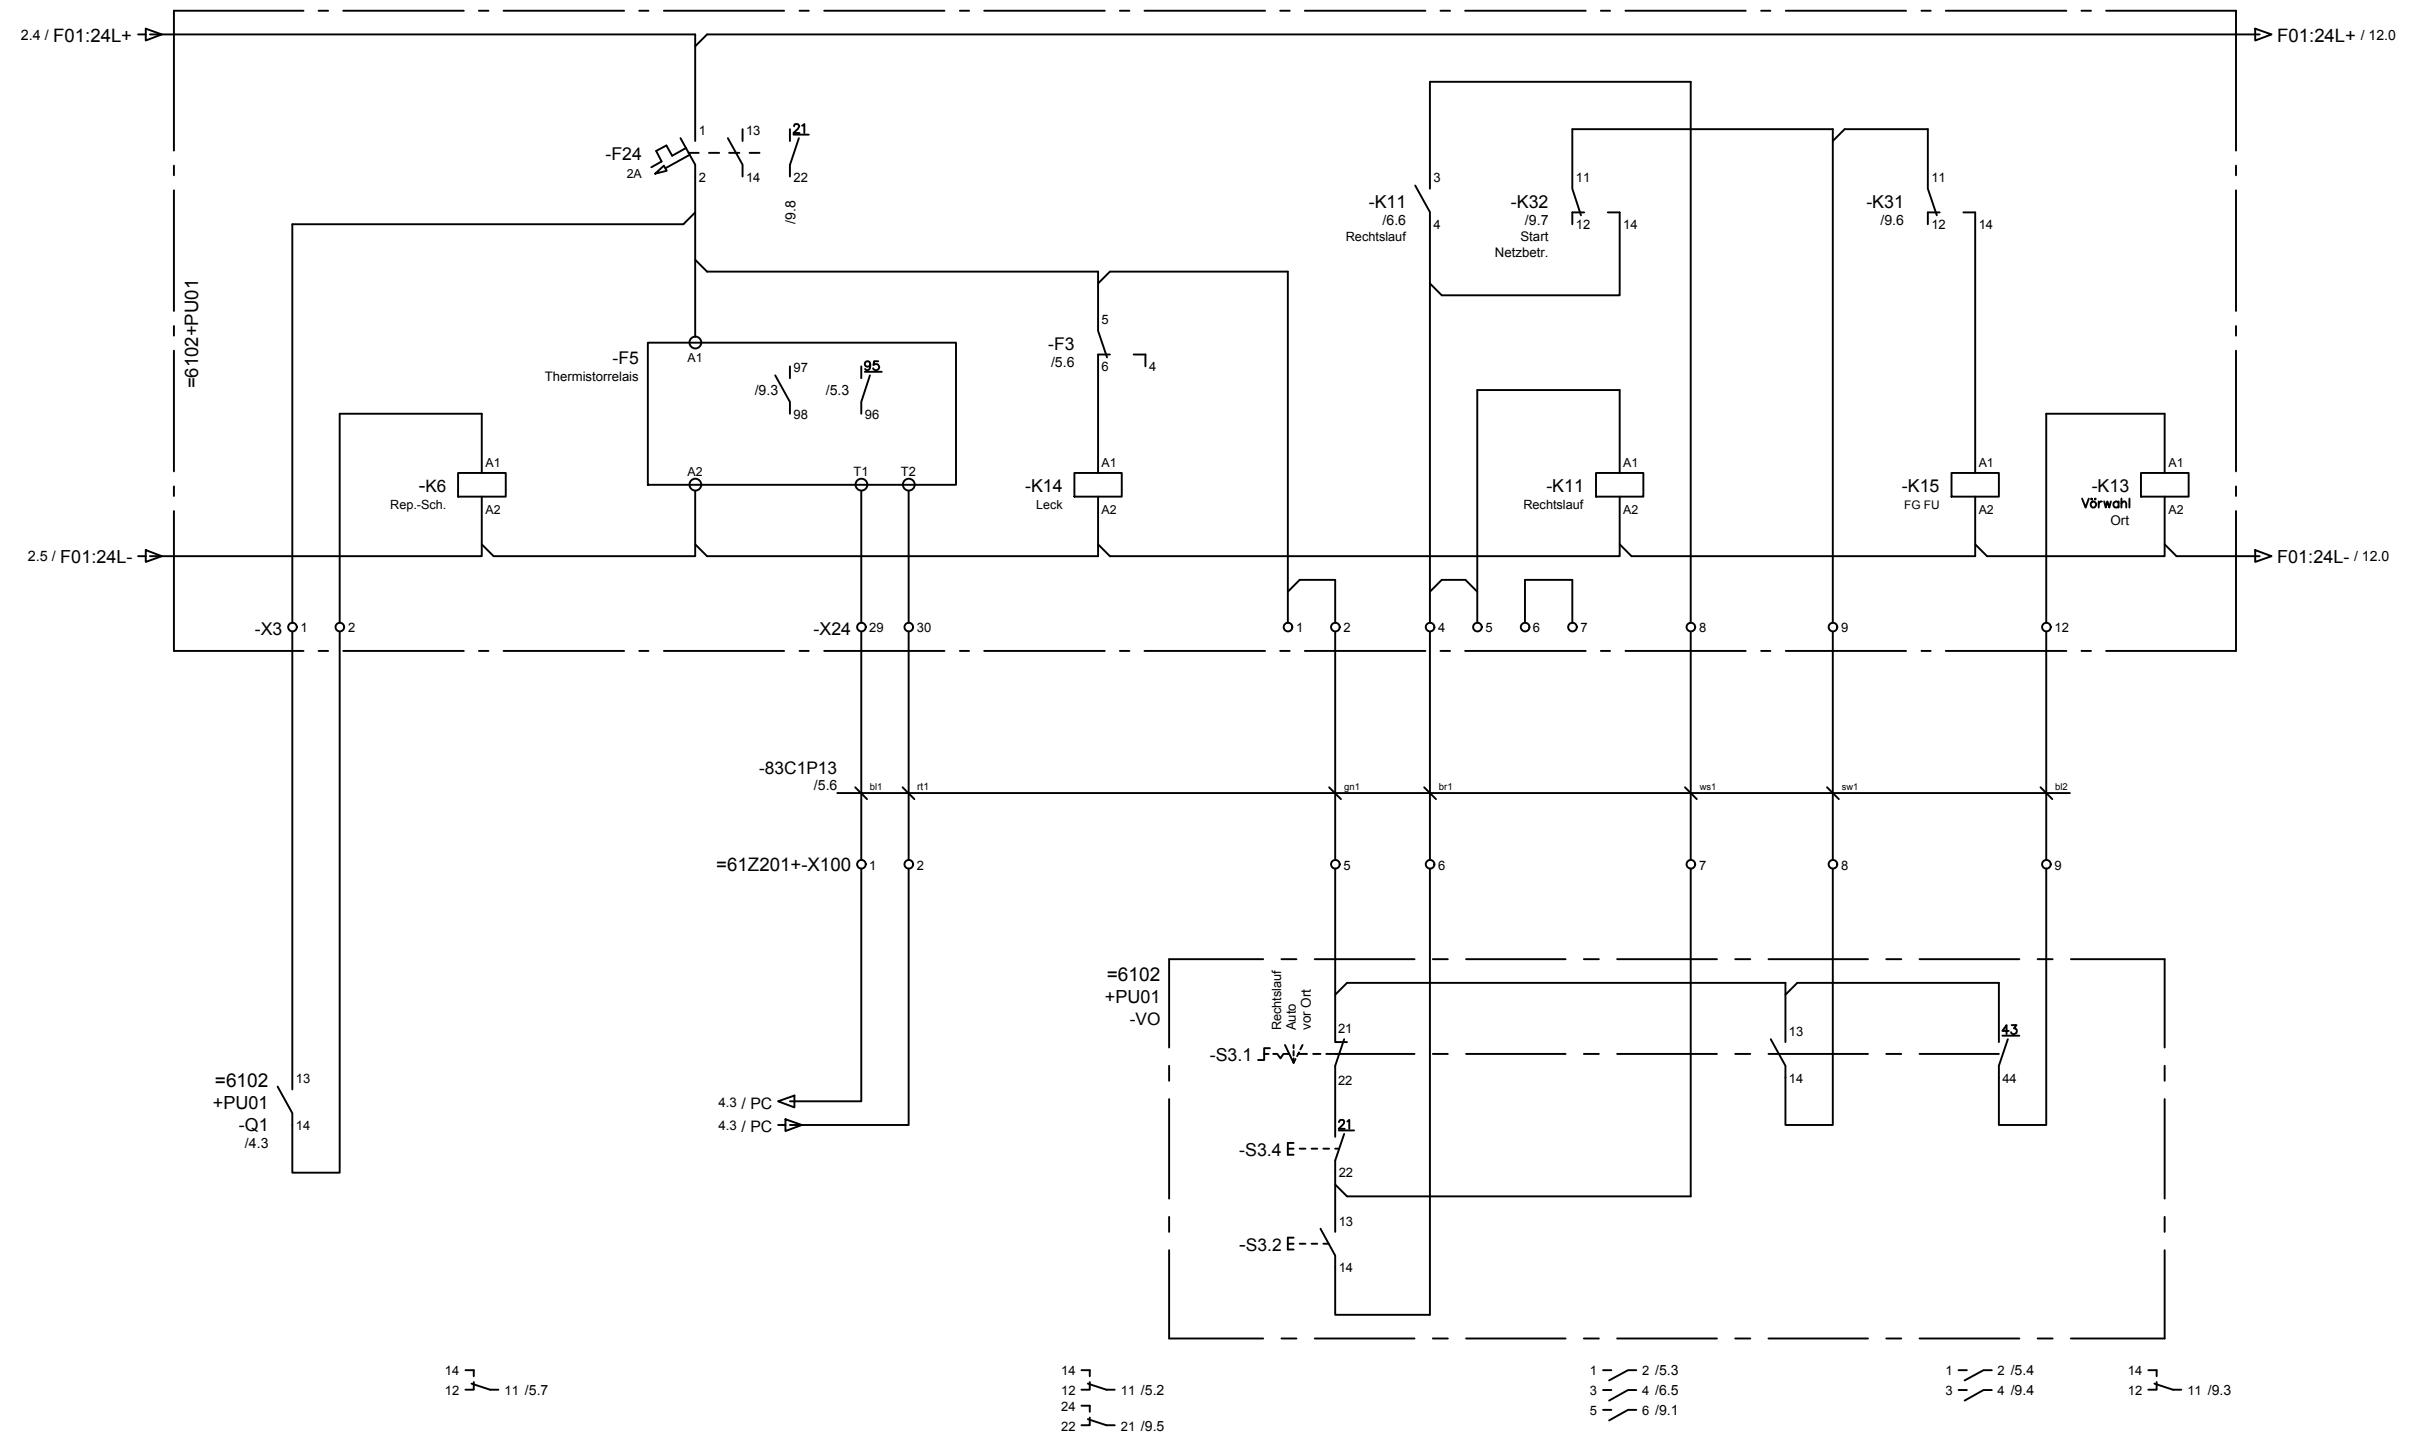 2.4 / F01:24L+
F01:24L+ / 12.0
=6102+PU01
-F24
2A
1
2
13
14
21
22
/9.8
-K11
/6.6
Rechtslauf
3
4
-K32
/9.7
Start
Netzbetr.
11
12
14
-K31
/9.6
11
12
14
-F5
Thermistorrelais
A1
/9.3
97
98
/5.3
95
96
A2
T1
T2
-F3
/5.6
5
6
4
-K6
Rep.-Sch.
A1
A2
-K14
Leck
A1
A2
-K11
Rechtslauf
A1
A2
-K15
FG FU
A1
A2
-K13
Vörwahl
Ort
A1
A2
2.5 / F01:24L-
F01:24L- / 12.0
-X3
1
2
-X24
29
30
1
2
4
5
6
7
8
9
12
-83C1P13
/5.6
bl1
rt1
gn1
br1
ws1
sw1
bl2
=61Z201+-X100
1
2
5
6
7
8
9
=6102
+PU01
-VO
Rechtslauf
Auto
vor Ort
-S3.1
21
22
13
14
43
44
=6102
+PU01
-Q1
/4.3
13
14
4.3 / PC
4.3 / PC
-S3.4
21
22
-S3.2
13
14
14
12 11 /5.7
14
12 11 /5.2
24
22 21 /9.5
1 2 /5.3
3 4 /6.5
5 6 /9.1
1 2 /5.4
3 4 /9.4
14
12 11 /9.3